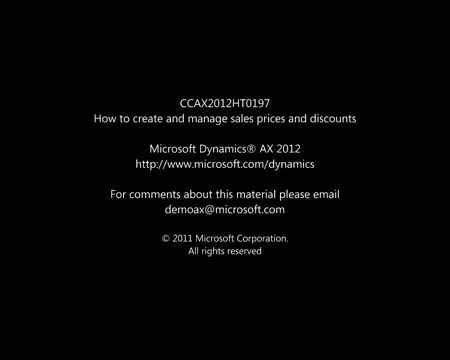 CCAX2012HT0197
How to create and manage sales prices and discounts
Microsoft Dynamics® AX 2012
http://www.microsoft.com/dynamics
For comments about this material please email
demoax@microsoft.com
© 2011 Microsoft Corporation.
All rights reserved